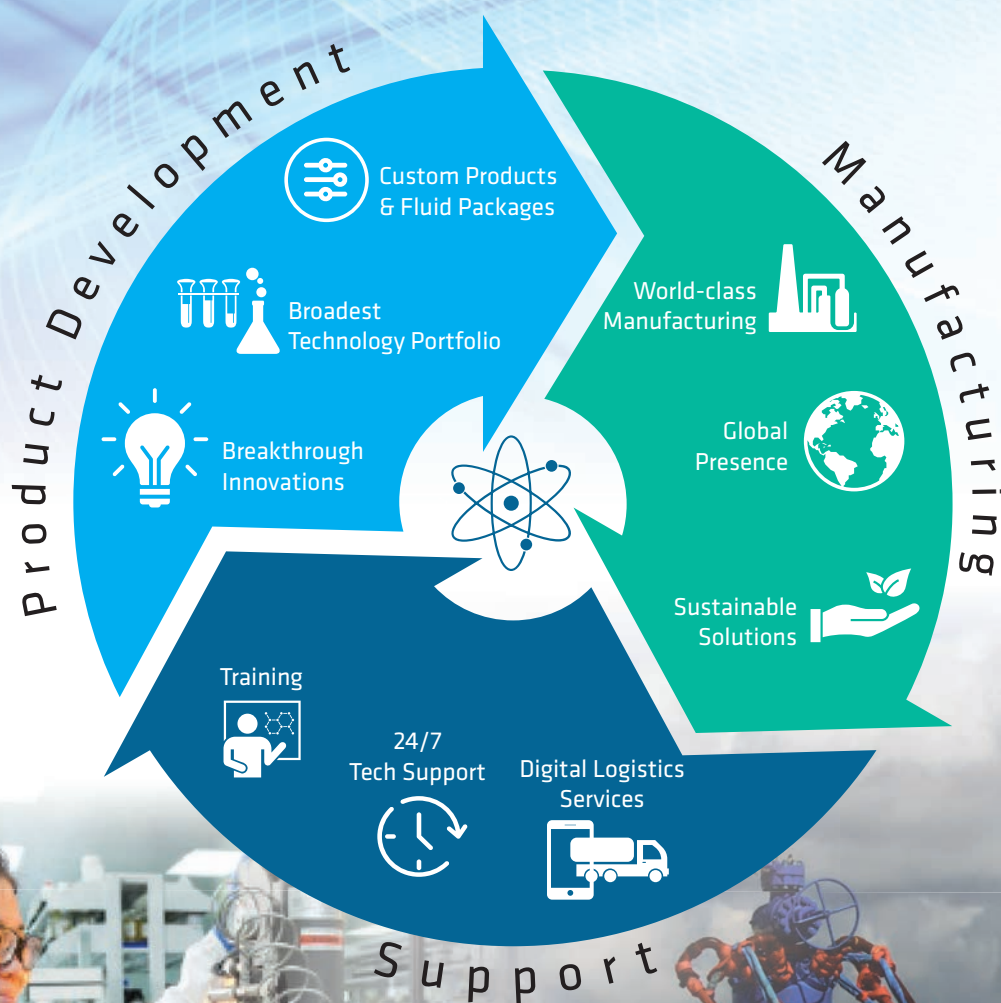 Product Development
Custom Products
& Fluid Packages
Broadest
Technology Portfolio
Breakthrough
Innovations
Manufacturing
World-class
Manufacturing
Global
Presence
Sustainable
Solutions
Training
24/7
Tech Support
Digital Logistics
Services
Support